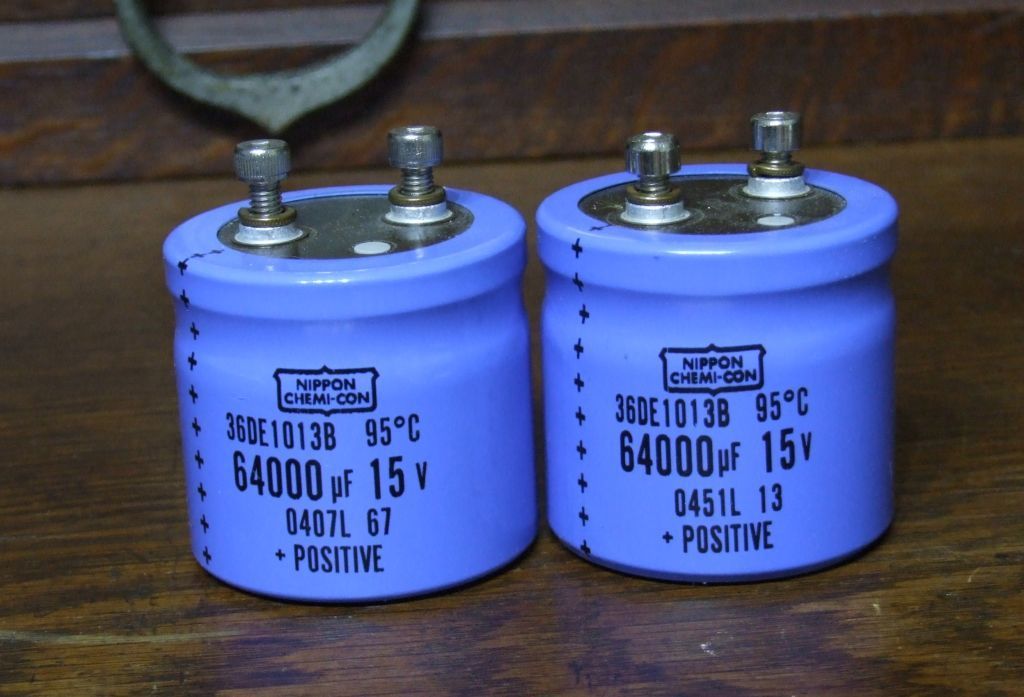 NIPPON
CHEMI-CON
36DE1013B 95°C
64000µF 15V
0407L 67
+ POSITIVE
NIPPON
CHEMI-CON
36DE1013B 95°C
64000µF 15V
0451L 13
+ POSITIVE